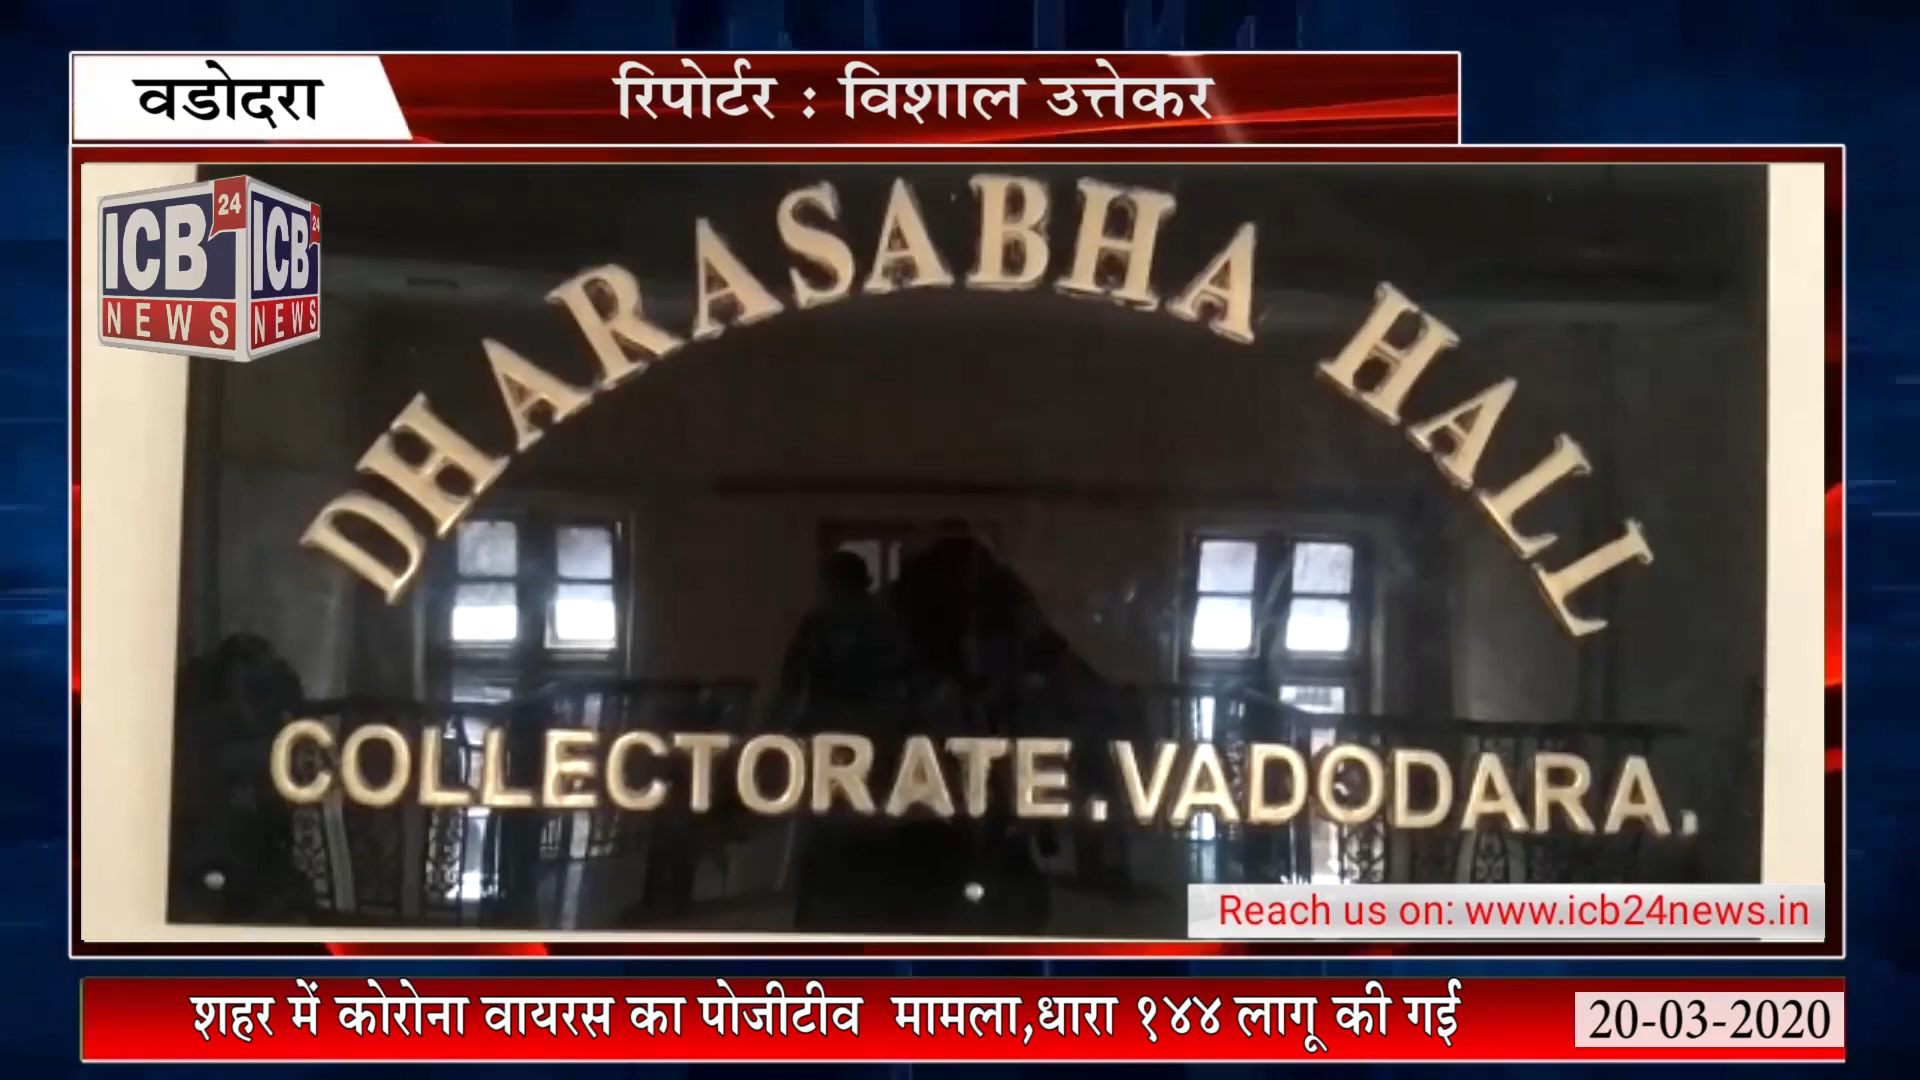 वडोदरा
रिपोर्टर : विशाल उत्तेकर
ICB 24
NEWS
ICB 24
NEWS
DHARASABHA HALL
COLLECTORATE.VADODARA.
Reach us on: www.icb24news.in
शहर में कोरोना वायरस का पोजीटीव मामला,धारा १४४ लागू की गई
20-03-2020